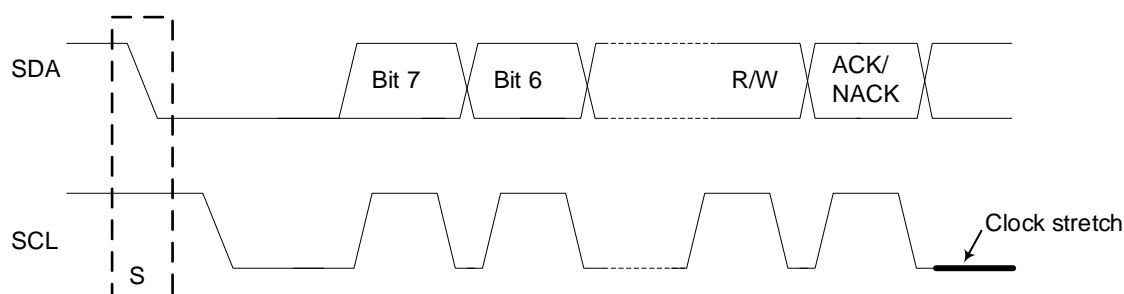 SDA
Bit 7
Bit 6
R/W
ACK/
NACK
SCL
Clock stretch
S